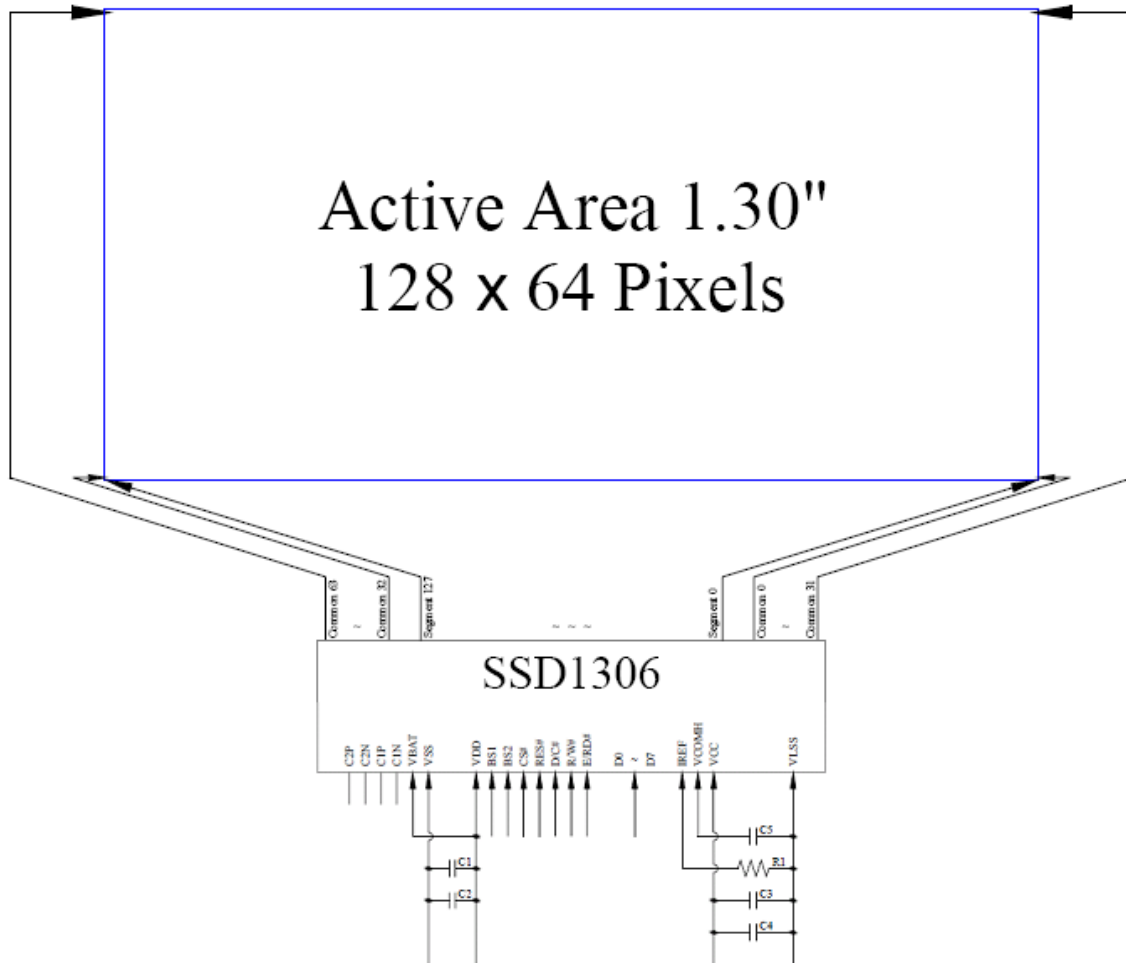 Active Area 1.30"
128 x 64 Pixels
Common 63
~
Common 32
Segment 127
~ ~ ~
Segment 0
Common 0
~
Common 31
SSD1306
C2P
C2N
C1P
C1N
VBAT
VSS
VDD
BS1
BS2
CS#
RES#
D/C#
R/W#
E/RD#
D0
~
D7
IREF
VCOMH
VCC
VLSS
C5
C1
R1
C2
C3
C4